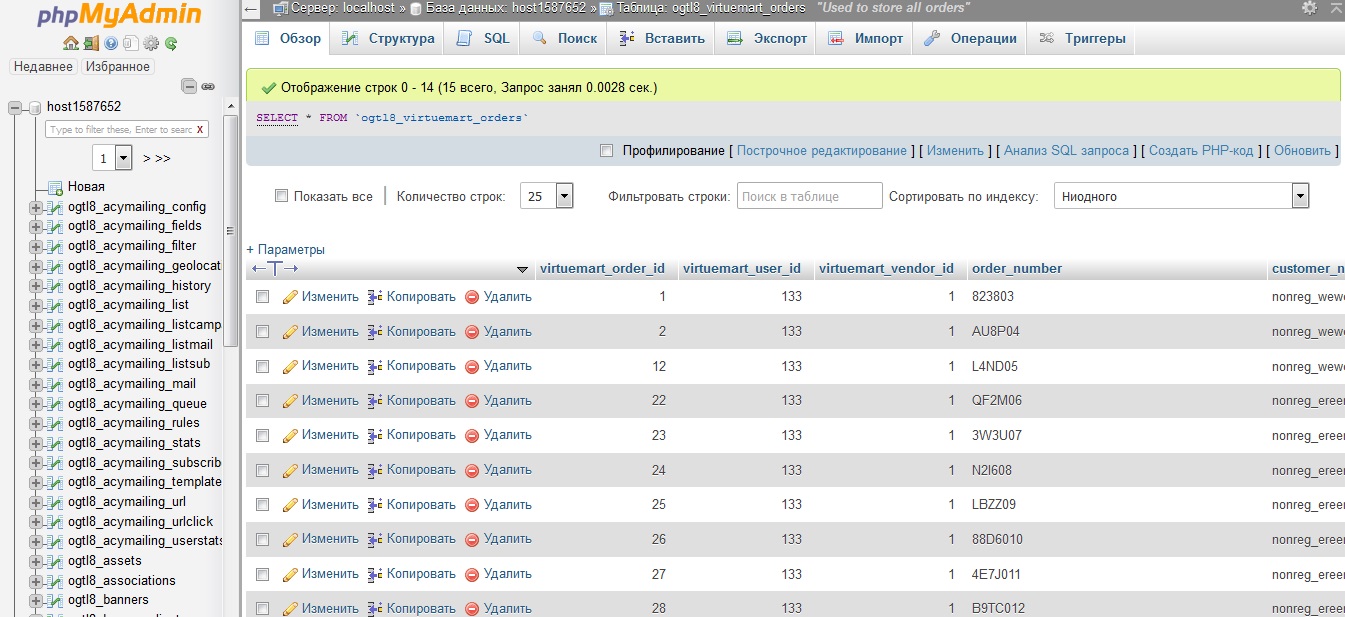 phpMyAdmin
Недавнее Избранное
host1587652
Type to filter these, Enter to searc X
1 > >>
Новая
ogtl8_acymailing_config
ogtl8_acymailing_fields
ogtl8_acymailing_filter
ogtl8_acymailing_geolocat
ogtl8_acymailing_history
ogtl8_acymailing_list
ogtl8_acymailing_listcamp
ogtl8_acymailing_listmail
ogtl8_acymailing_listsub
ogtl8_acymailing_mail
ogtl8_acymailing_queue
ogtl8_acymailing_rules
ogtl8_acymailing_stats
ogtl8_acymailing_subscrib
ogtl8_acymailing_template
ogtl8_acymailing_url
ogtl8_acymailing_urlclick
ogtl8_acymailing_userstats
ogtl8_assets
ogtl8_associations
ogtl8_banners
Сервер: localhost » База данных: host1587652 » Таблица: ogtl8_virtuemart_orders "Used to store all orders"
Обзор Структура SQL Поиск Вставить Экспорт Импорт Операции Триггеры
Отображение строк 0 - 14 (15 всего, Запрос занял 0.0028 сек.)
SELECT * FROM `ogtl8_virtuemart_orders`
Профилирование [ Построчное редактирование ] [ Изменить ] [ Анализ SQL запроса ] [ Создать PHP-код ] [ Обновить ]
Показать все Количество строк: 25 Фильтровать строки: Поиск в таблице Сортировать по индексу: Ниодного
+ Параметры
←T→ virtuemart_order_id virtuemart_user_id virtuemart_vendor_id order_number customer_n
Изменить Копировать Удалить 1 133 1 823803 nonreg_wewe
Изменить Копировать Удалить 2 133 1 AU8P04 nonreg_wewe
Изменить Копировать Удалить 12 133 1 L4ND05 nonreg_wewe
Изменить Копировать Удалить 22 133 1 QF2M06 nonreg_ereer
Изменить Копировать Удалить 23 133 1 3W3U07 nonreg_ereer
Изменить Копировать Удалить 24 133 1 N2I608 nonreg_ereer
Изменить Копировать Удалить 25 133 1 LBZZ09 nonreg_ereer
Изменить Копировать Удалить 26 133 1 88D6010 nonreg_ereer
Изменить Копировать Удалить 27 133 1 4E7J011 nonreg_ereer
Изменить Копировать Удалить 28 133 1 B9TC012 nonreg_ereer